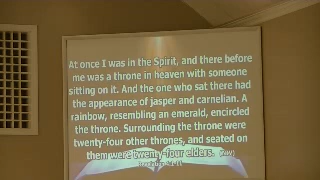 At once I was in the Spirit, and there before
me was a throne in heaven with someone
sitting on it. And the one who sat there had
the appearance of jasper and carnelian. A
rainbow, resembling an emerald, encircled
the throne. Surrounding the throne were
twenty-four other thrones, and seated on
them were twenty-four elders.